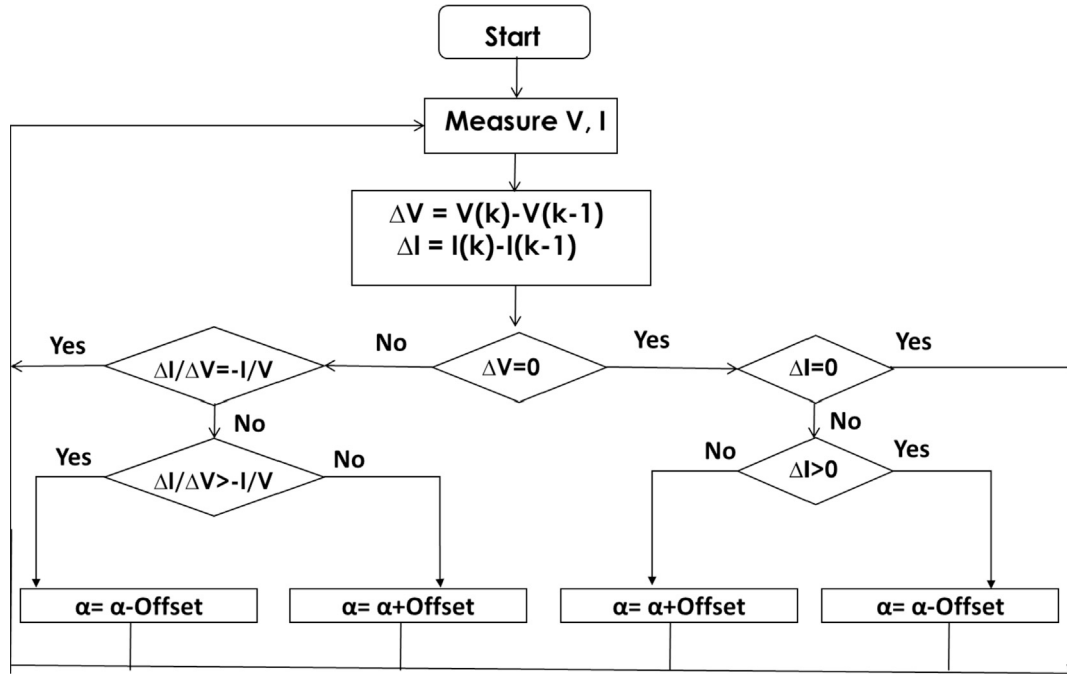 Start
Measure V, I
ΔV = V(k)-V(k-1)
ΔI = I(k)-I(k-1)
Yes
ΔI/ΔV=-I/V
No
ΔV=0
Yes
ΔI=0
Yes
No
No
Yes
ΔI/ΔV>-I/V
No
No
ΔI>0
Yes
α= α-Offset
α= α+Offset
α= α+Offset
α= α-Offset